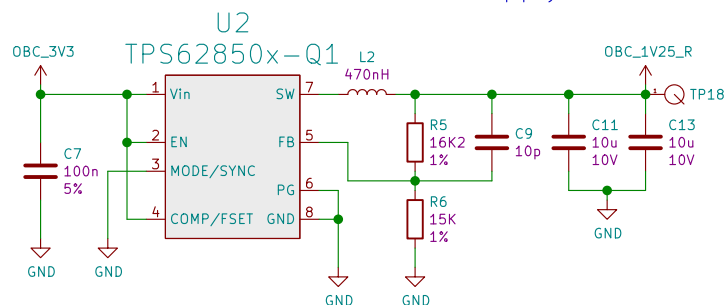 U2
TPS62850x-Q1
OBC_3V3
L2
470nH
OBC_1V25_R
1
Vin
SW
7
1
TP18
2
EN
FB
5
R5
16K2
1%
C9
10p
C11
10u
10V
C13
10u
10V
C7
100n
5%
3
MODE/SYNC
PG
6
4
COMP/FSET
GND
8
R6
15K
1%
GND
GND
GND
GND
GND